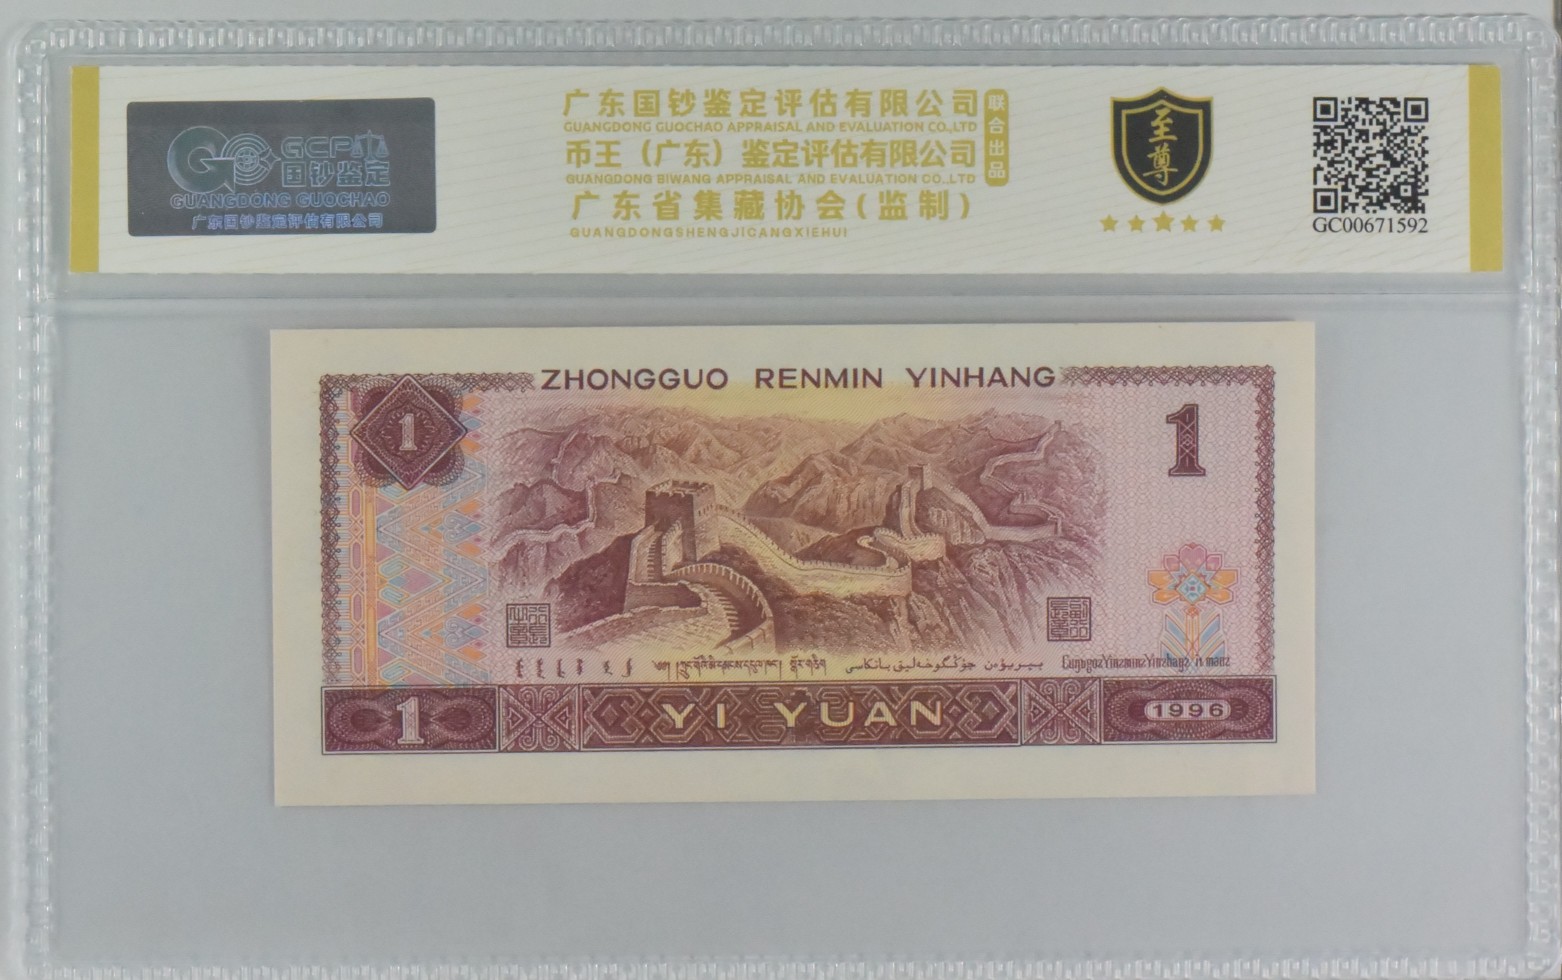 GCP
国钞鉴定
GUANGDONG GUOCHAO
广东国钞鉴定评估有限公司
广东国钞鉴定评估有限公司
GUANGDONG GUOCHAO APPRAISAL AND EVALUATION CO.,LTD
币王（广东）鉴定评估有限公司
GUANGDONG BIWANG APPRAISAL AND EVALUATION CO.,LTD
广东省集藏协会(监制)
GUANGDONGSHENGJICANGXIEHUI
联合出品
至尊
GC00671592
ZHONGGUO RENMIN YINHANG
1
1
1 YI YUAN 1996